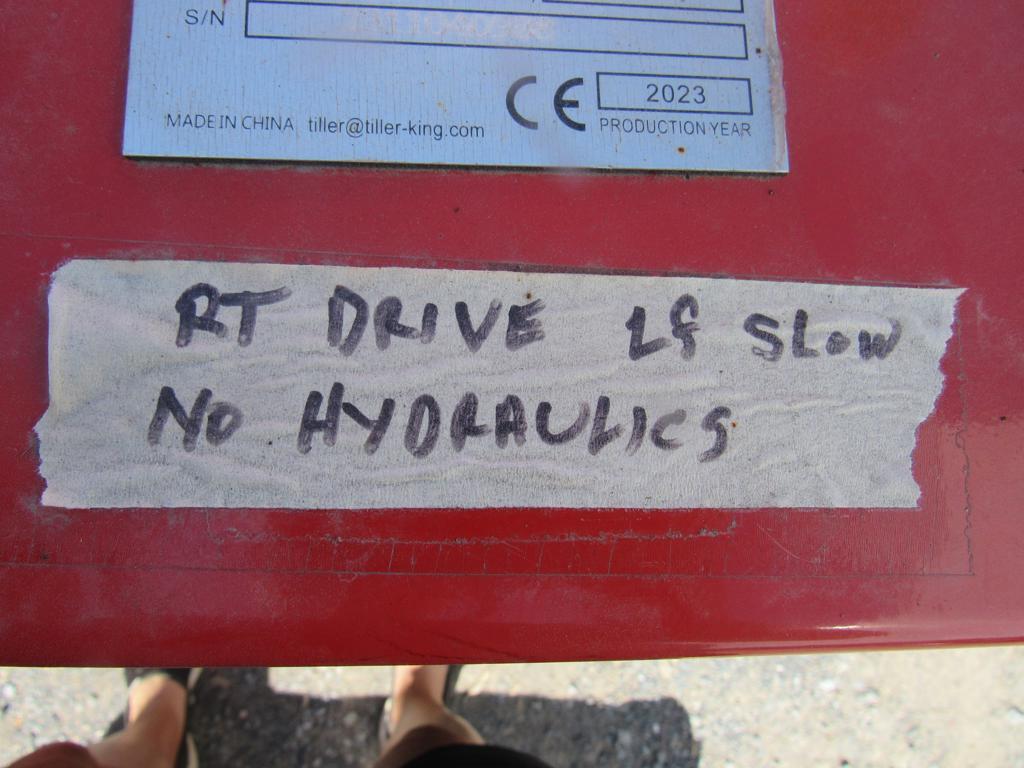 S/N
CE 2023
MADE IN CHINA tiller@tiller-king.com PRODUCTION YEAR
RT DRIVE LF SLOW
NO HYDRAULICS